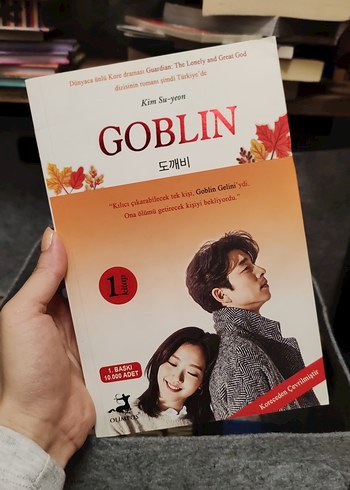 Dünyaca ünlü Kore draması Guardian: The Lonely and Great God
dizisinin romanı şimdi Türkiye'de
Kim Su-yeon
GOBLIN
도깨비
"Kılıcı çıkarabilecek tek kişi, Goblin Gelini'ydi.
Ona ölümü getirecek kişiyi bekliyordu."
1
kitap
1. BASKI
10.000 ADET
OLIMPOS
Koreceden Çevrilmiştir